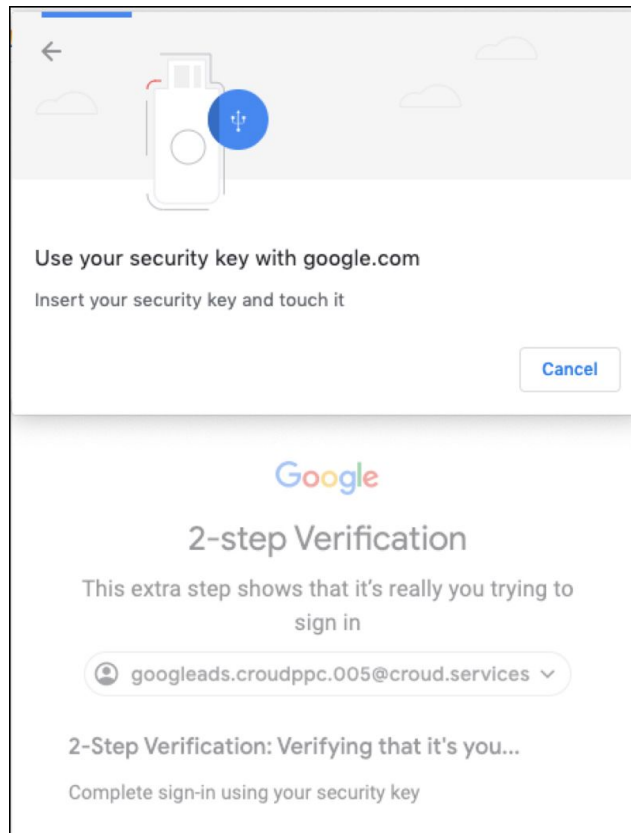 Use your security key with google.com
Insert your security key and touch it
Cancel
Google
2-step Verification
This extra step shows that it's really you trying to
sign in
googleads.croudppc.005@croud.services
2-Step Verification: Verifying that it's you...
Complete sign-in using your security key